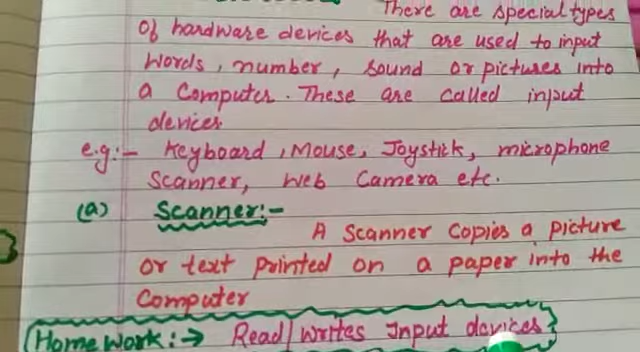 There are special types
of hardware devices that are used to input
words, number, sound or pictures into
a Computer. These are called input
devices
e.g:- Keyboard, Mouse, Joystick, microphone
Scanner, Web Camera etc.
(a) Scanner:-
A Scanner Copies a picture
or text printed on a paper into the
Computer
Home Work:→ Read/Writes Input devices